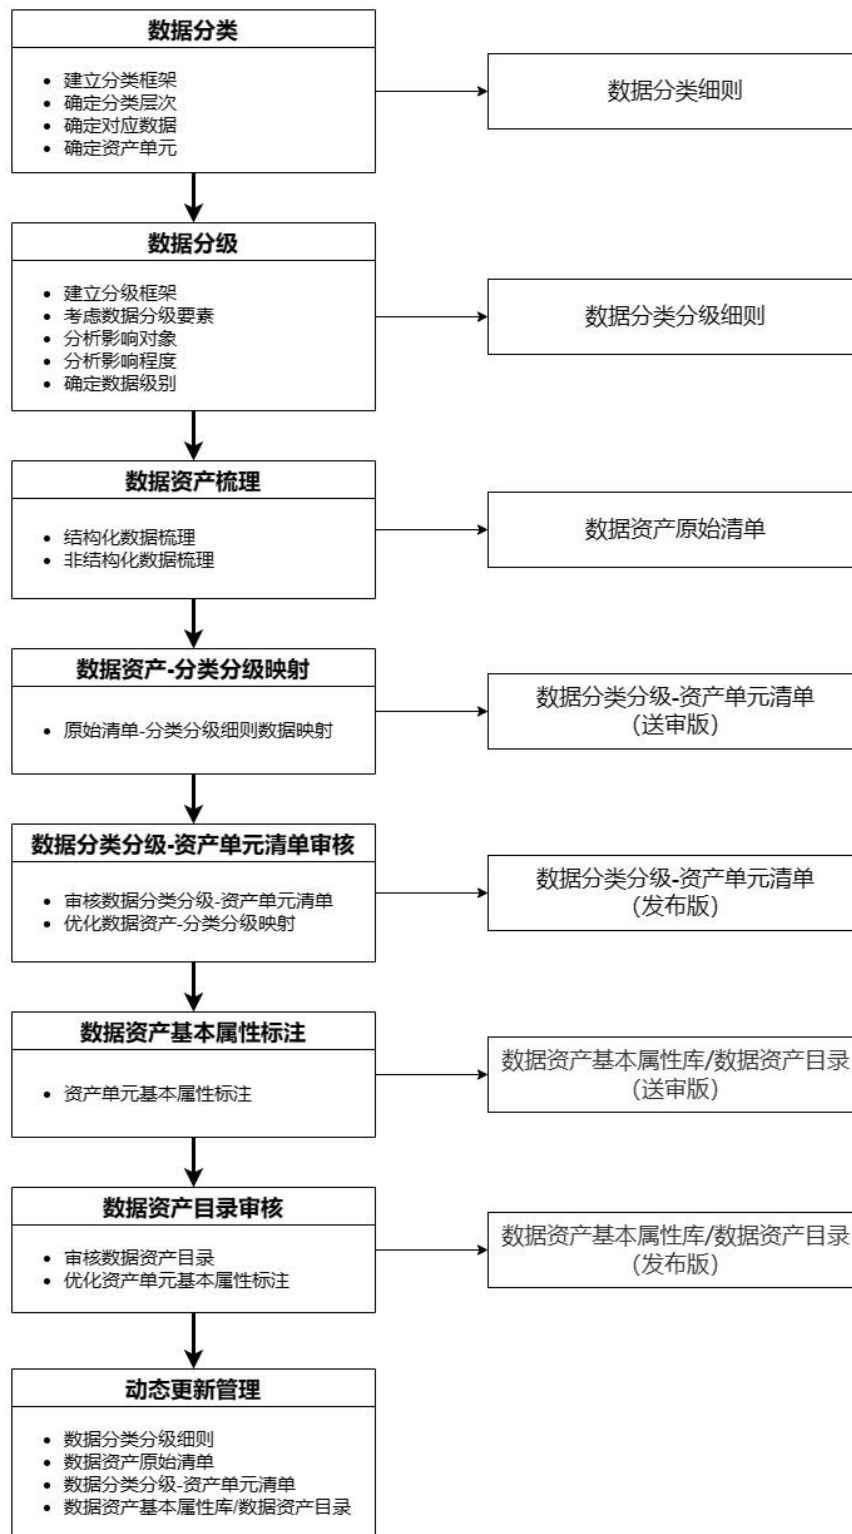 数据分类
• 建立分类框架
• 确定分类层次
• 确定对应数据
• 确定资产单元
数据分类细则
数据分级
• 建立分级框架
• 考虑数据分级要素
• 分析影响对象
• 分析影响程度
• 确定数据级别
数据分类分级细则
数据资产梳理
• 结构化数据梳理
• 非结构化数据梳理
数据资产原始清单
数据资产-分类分级映射
• 原始清单-分类分级细则数据映射
数据分类分级-资产单元清单
（送审版）
数据分类分级-资产单元清单审核
• 审核数据分类分级-资产单元清单
• 优化数据资产-分类分级映射
数据分类分级-资产单元清单
（发布版）
数据资产基本属性标注
• 资产单元基本属性标注
数据资产基本属性库/数据资产目录
（送审版）
数据资产目录审核
• 审核数据资产目录
• 优化资产单元基本属性标注
数据资产基本属性库/数据资产目录
（发布版）
动态更新管理
• 数据分类分级细则
• 数据资产原始清单
• 数据分类分级-资产单元清单
• 数据资产基本属性库/数据资产目录